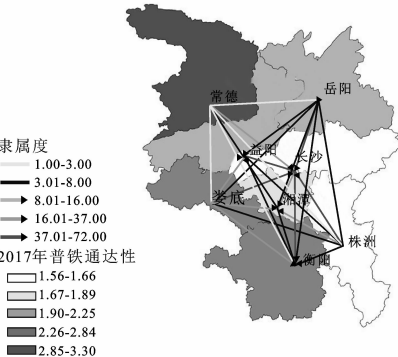 常德
岳阳
益阳
长沙
娄底
湘潭
株洲
衡阳
隶属度
1.00-3.00
3.01-8.00
8.01-16.00
16.01-37.00
37.01-72.00
2017年普铁通达性
1.56-1.66
1.67-1.89
1.90-2.25
2.26-2.84
2.85-3.30